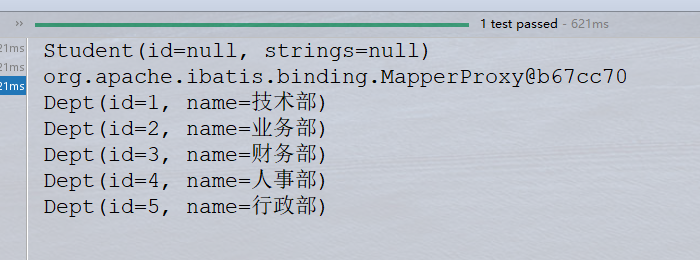 1 test passed - 621ms
21ms
21ms
21ms
Student(id=null, strings=null)
org.apache.ibatis.binding.MapperProxy@b67cc70
Dept(id=1, name=技术部)
Dept(id=2, name=业务部)
Dept(id=3, name=财务部)
Dept(id=4, name=人事部)
Dept(id=5, name=行政部)